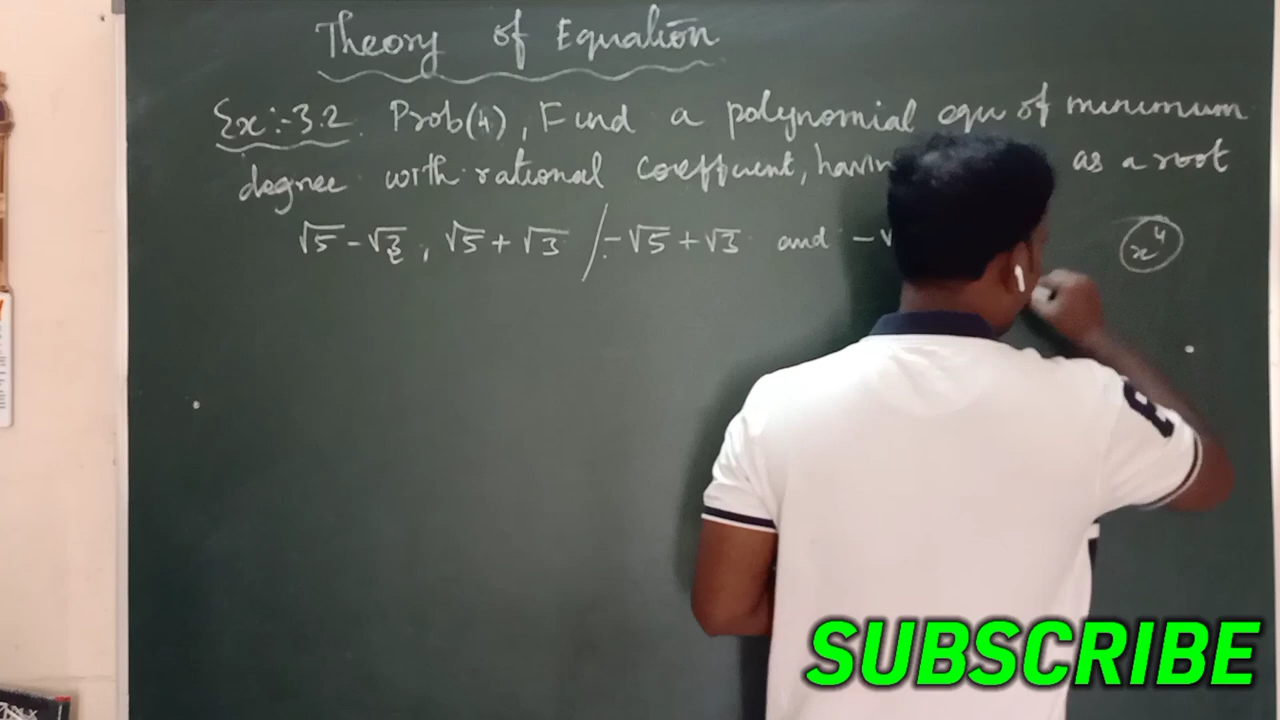 Theory of Equation
Ex:-3.2. Prob(4), Find a polynomial equ of minimum
degree with rational coefficient, havin as a root
√5-√3, √5+√3 /-√5+√3 and -√
x⁴
SUBSCRIBE